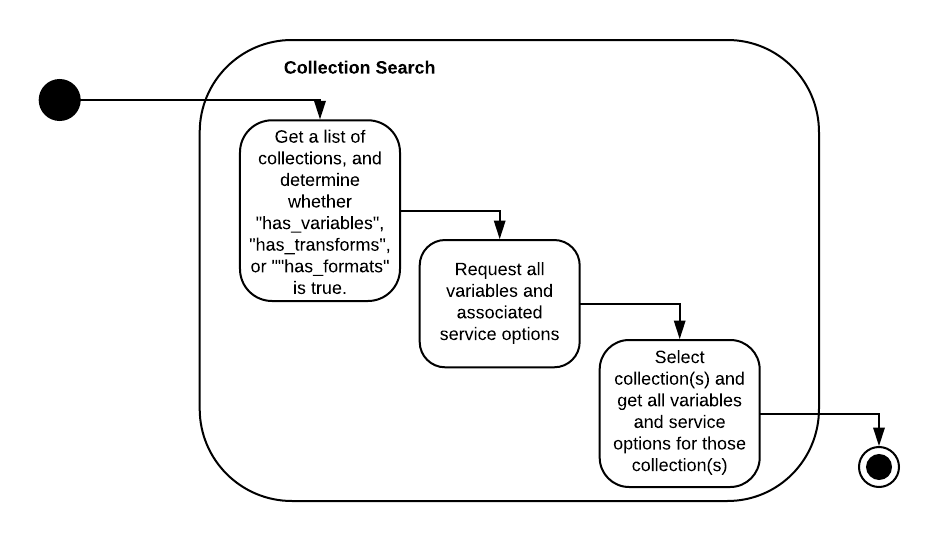 Collection Search
Get a list of
collections, and
determine
whether
"has_variables",
"has_transforms",
or ""has_formats"
is true.
Request all
variables and
associated
service options
Select
collection(s) and
get all variables
and service
options for those
collection(s)